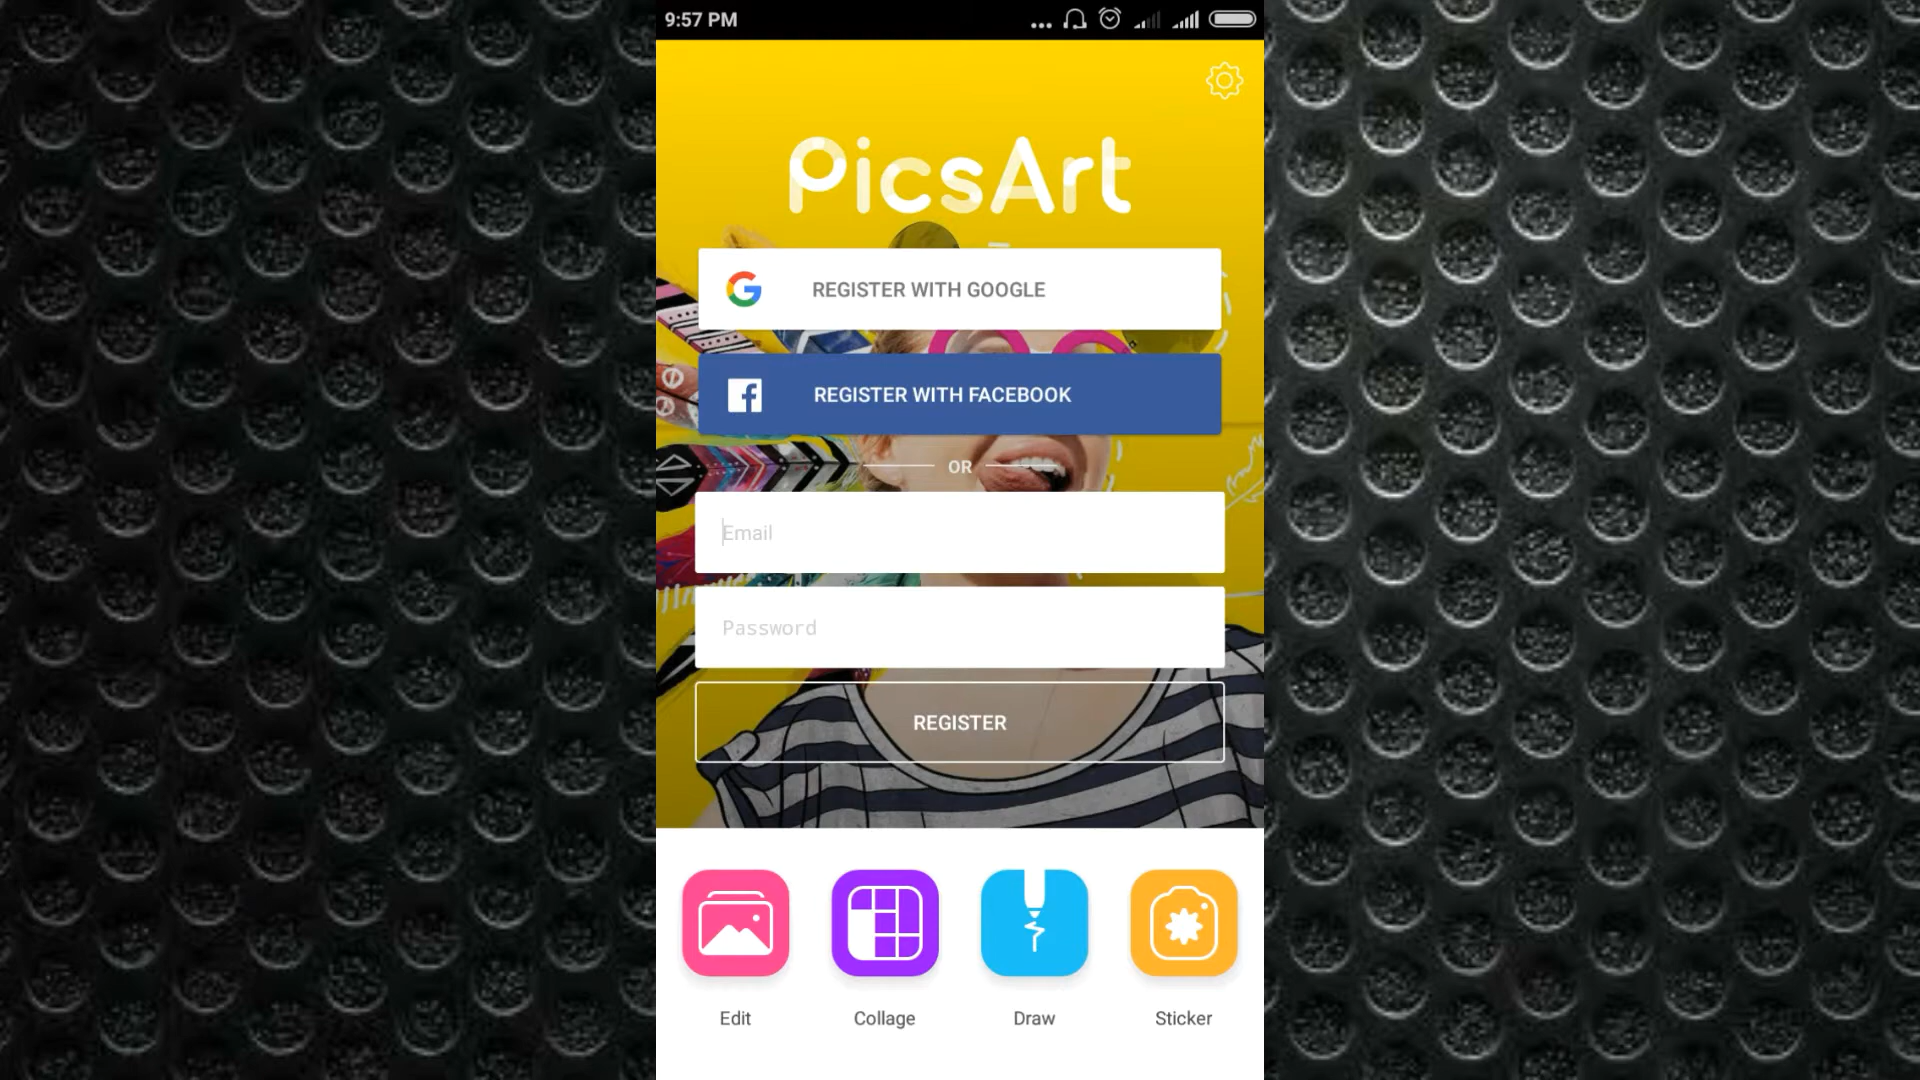 9:57 PM
PicsArt
REGISTER WITH GOOGLE
REGISTER WITH FACEBOOK
OR
Email
Password
REGISTER
Edit
Collage
Draw
Sticker